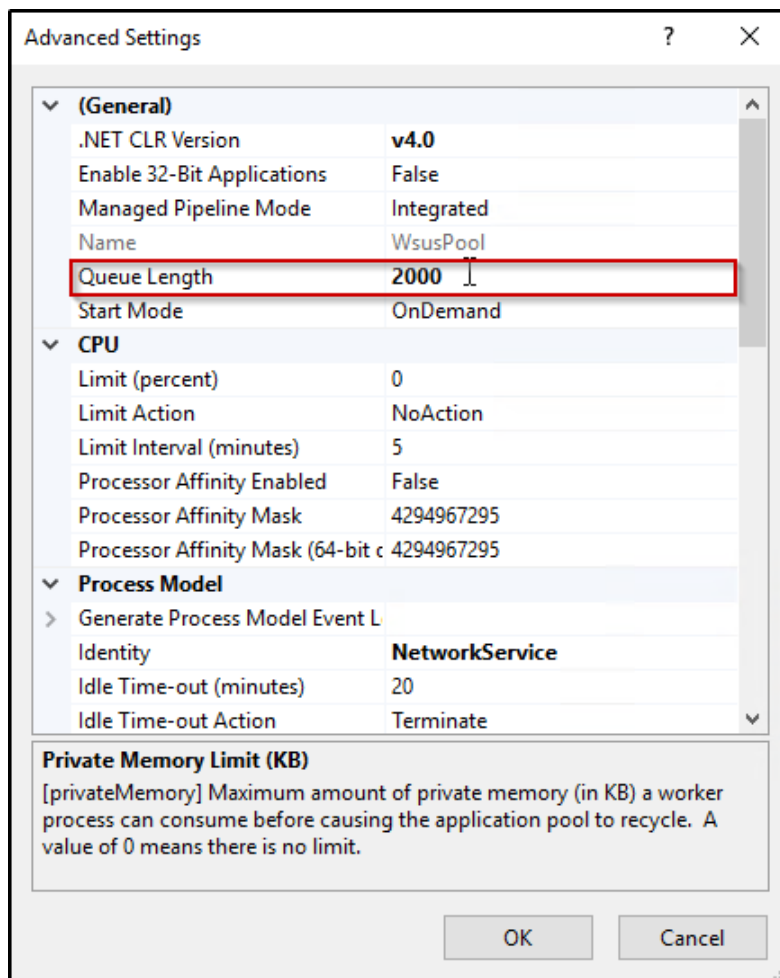 Advanced Settings ? ×
(General)
.NET CLR Version v4.0
Enable 32-Bit Applications False
Managed Pipeline Mode Integrated
Name WsusPool
Queue Length 2000
Start Mode OnDemand
CPU
Limit (percent) 0
Limit Action NoAction
Limit Interval (minutes) 5
Processor Affinity Enabled False
Processor Affinity Mask 4294967295
Processor Affinity Mask (64-bit c 4294967295
Process Model
Generate Process Model Event L
Identity NetworkService
Idle Time-out (minutes) 20
Idle Time-out Action Terminate
Private Memory Limit (KB)
[privateMemory] Maximum amount of private memory (in KB) a worker
process can consume before causing the application pool to recycle. A
value of 0 means there is no limit.
OK Cancel